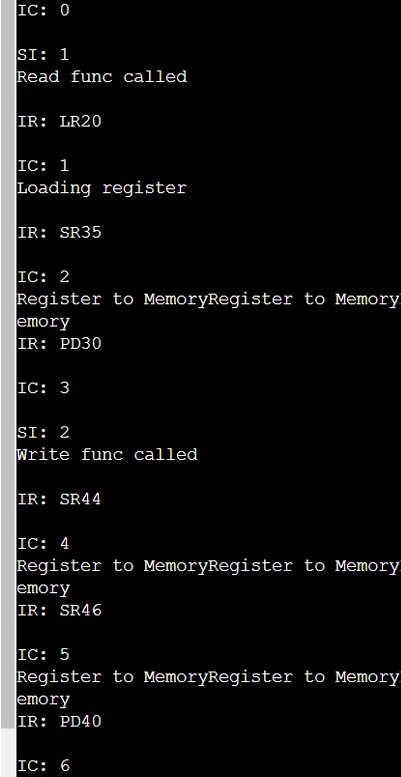 IC: 0
SI: 1
Read func called
IR: LR20
IC: 1
Loading register
IR: SR35
IC: 2
Register to MemoryRegister to Memory
emory
IR: PD30
IC: 3
SI: 2
Write func called
IR: SR44
IC: 4
Register to MemoryRegister to Memory
emory
IR: SR46
IC: 5
Register to MemoryRegister to Memory
emory
IR: PD40
IC: 6